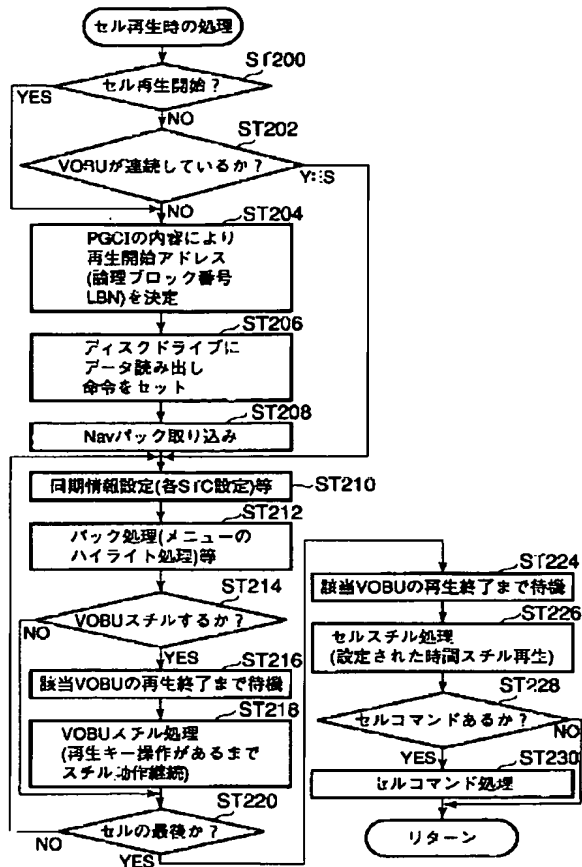 セル再生時の処理
ST200
セル再生開始?
YES
NO
ST202
VOBUが連続しているか?
YES
NO
ST204
PGCIの内容により
再生開始アドレス
(論理ブロック番号
LBN)を決定
ST206
ディスクドライブに
データ読み出し
命令をセット
ST208
Navパック取り込み
同期情報設定(各STC設定)等
ST210
ST212
パック処理(メニューの
ハイライト処理)等
ST214
VOBUスチルするか?
NO
YES
ST216
該当VOBUの再生終了まで待機
ST218
VOBUスチル処理
(再生キー操作があるまで
スチル動作継続)
ST220
セルの最後か?
NO
YES
ST224
該当VOBUの再生終了まで待機
ST226
セルスチル処理
(設定された時間スチル再生)
ST228
セルコマンドあるか?
NO
YES
ST230
セルコマンド処理
リターン